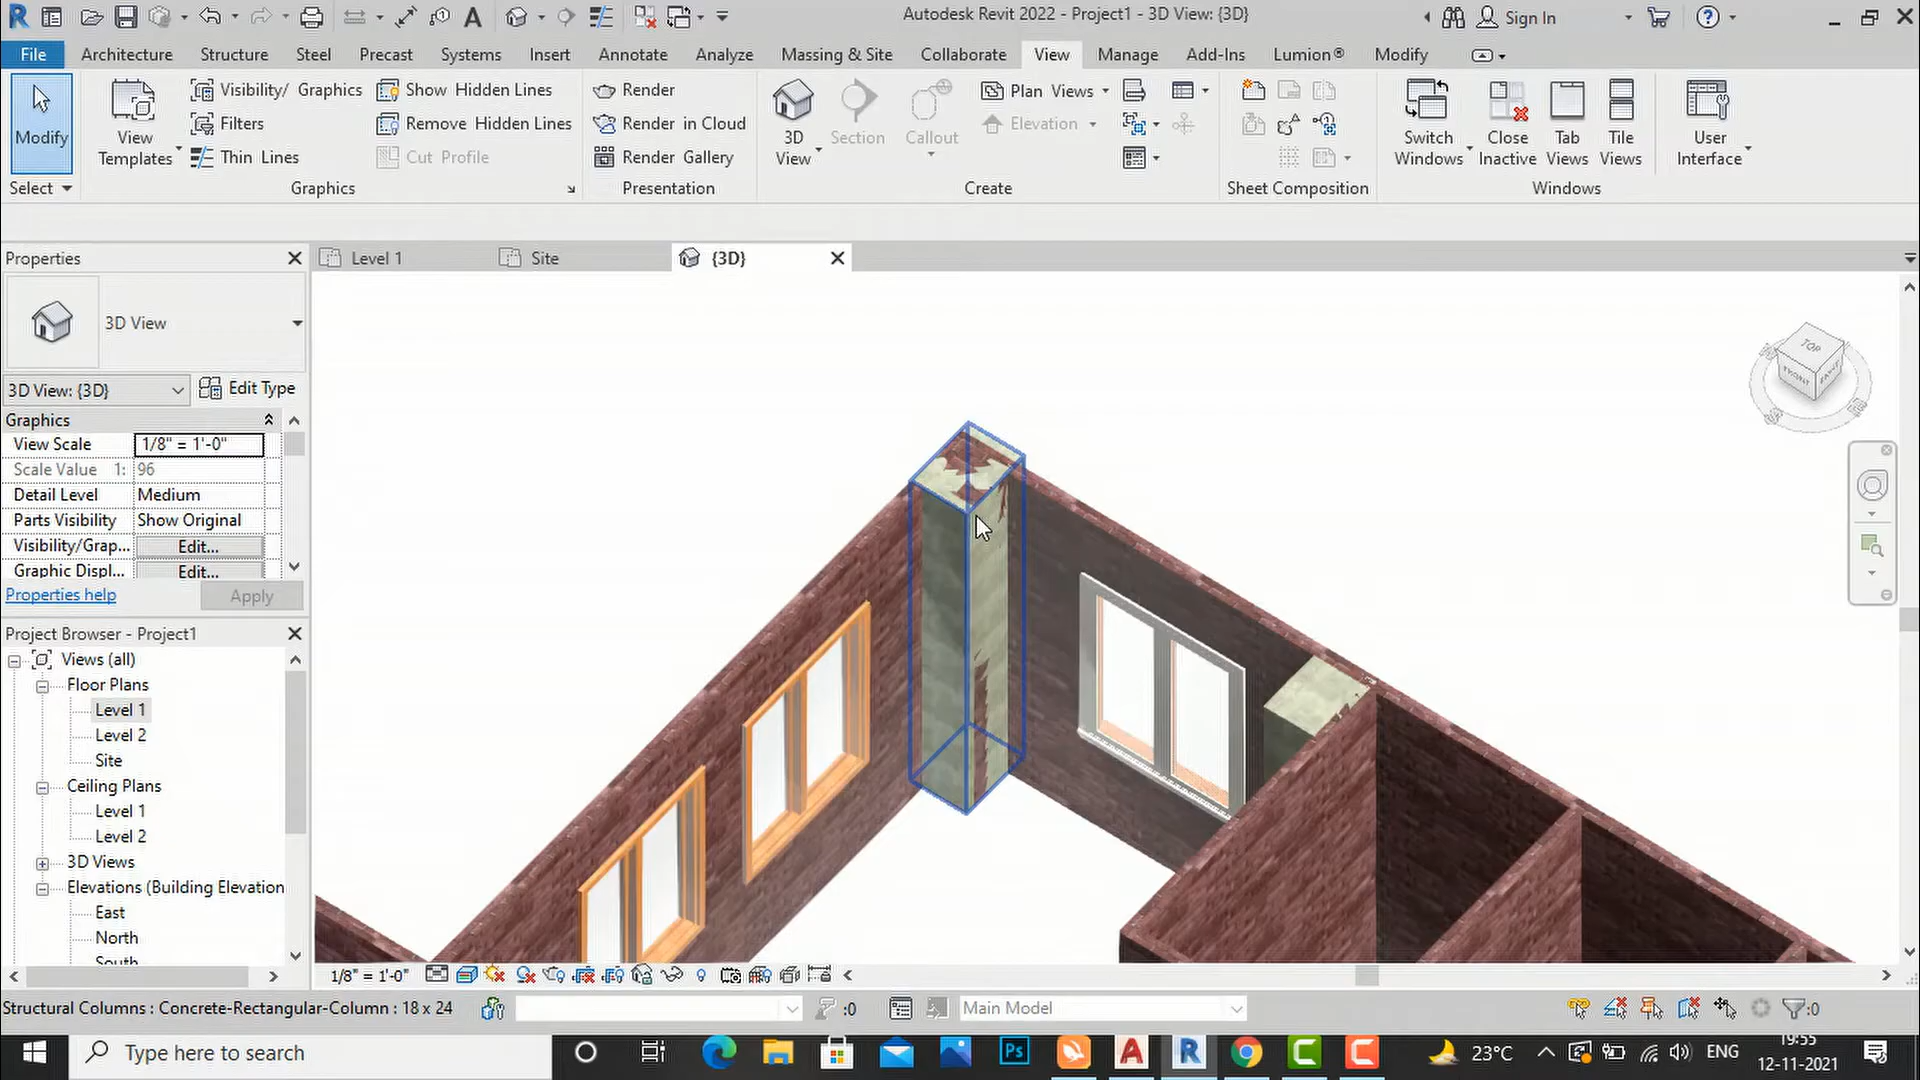 Autodesk Revit 2022 - Project1 - 3D View: {3D}
Sign In
File Architecture Structure Steel Precast Systems Insert Annotate Analyze Massing & Site Collaborate View Manage Add-Ins Lumion® Modify
Modify
View Templates
Visibility/ Graphics
Filters
Thin Lines
Show Hidden Lines
Remove Hidden Lines
Cut Profile
Render
Render in Cloud
Render Gallery
3D View
Section
Callout
Plan Views
Elevation
Switch Windows
Close Inactive
Tab Views
Tile Views
User Interface
Select
Graphics
Presentation
Create
Sheet Composition
Windows
Properties
Level 1
Site
{3D}
3D View
3D View: {3D}
Edit Type
Graphics
View Scale 1/8" = 1'-0"
Scale Value 1: 96
Detail Level Medium
Parts Visibility Show Original
Visibility/Grap... Edit...
Graphic Displ... Edit...
Properties help
Apply
Project Browser - Project1
Views (all)
Floor Plans
Level 1
Level 2
Site
Ceiling Plans
Level 1
Level 2
3D Views
Elevations (Building Elevation
East
North
South
TOP
FRONT
1/8" = 1'-0"
Structural Columns : Concrete-Rectangular-Column : 18 x 24
:0
Main Model
:0
Type here to search
Ps
23°C
ENG
19:55
12-11-2021